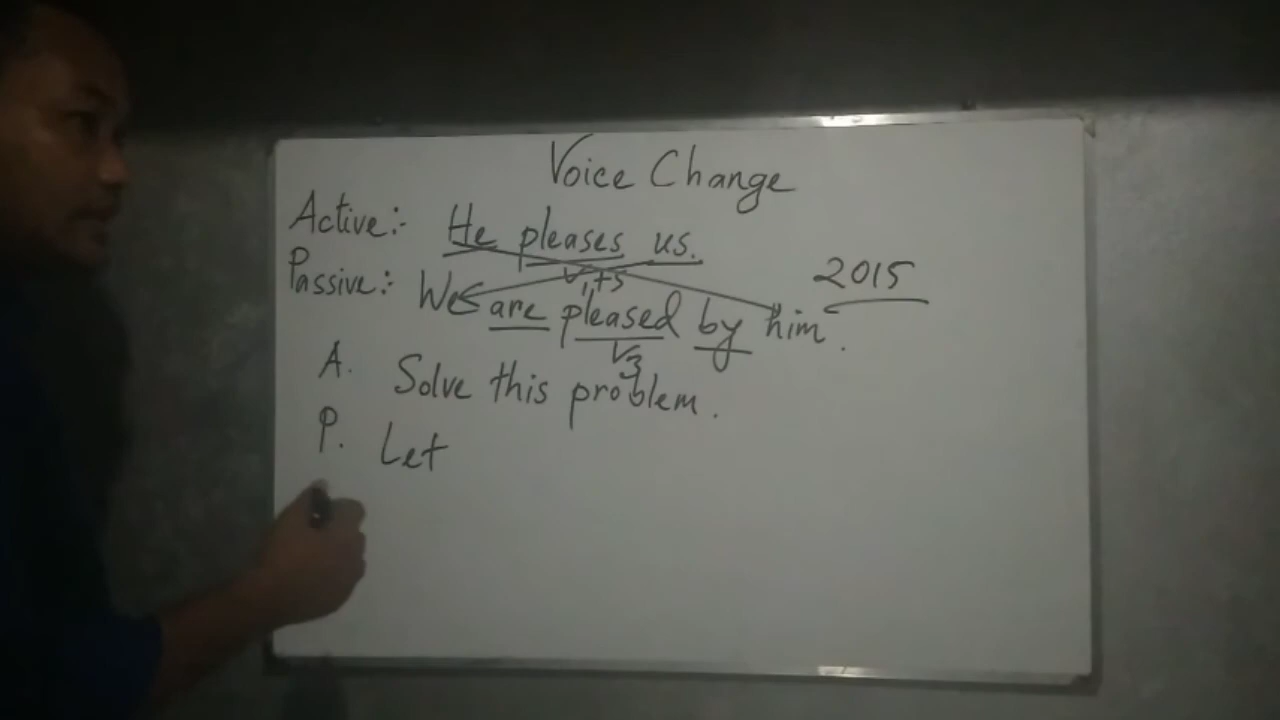 Voice Change
Active:- He pleases us.
V1+s
2015
Passive:- We are pleased by him.
V3
A. Solve this problem.
P. Let